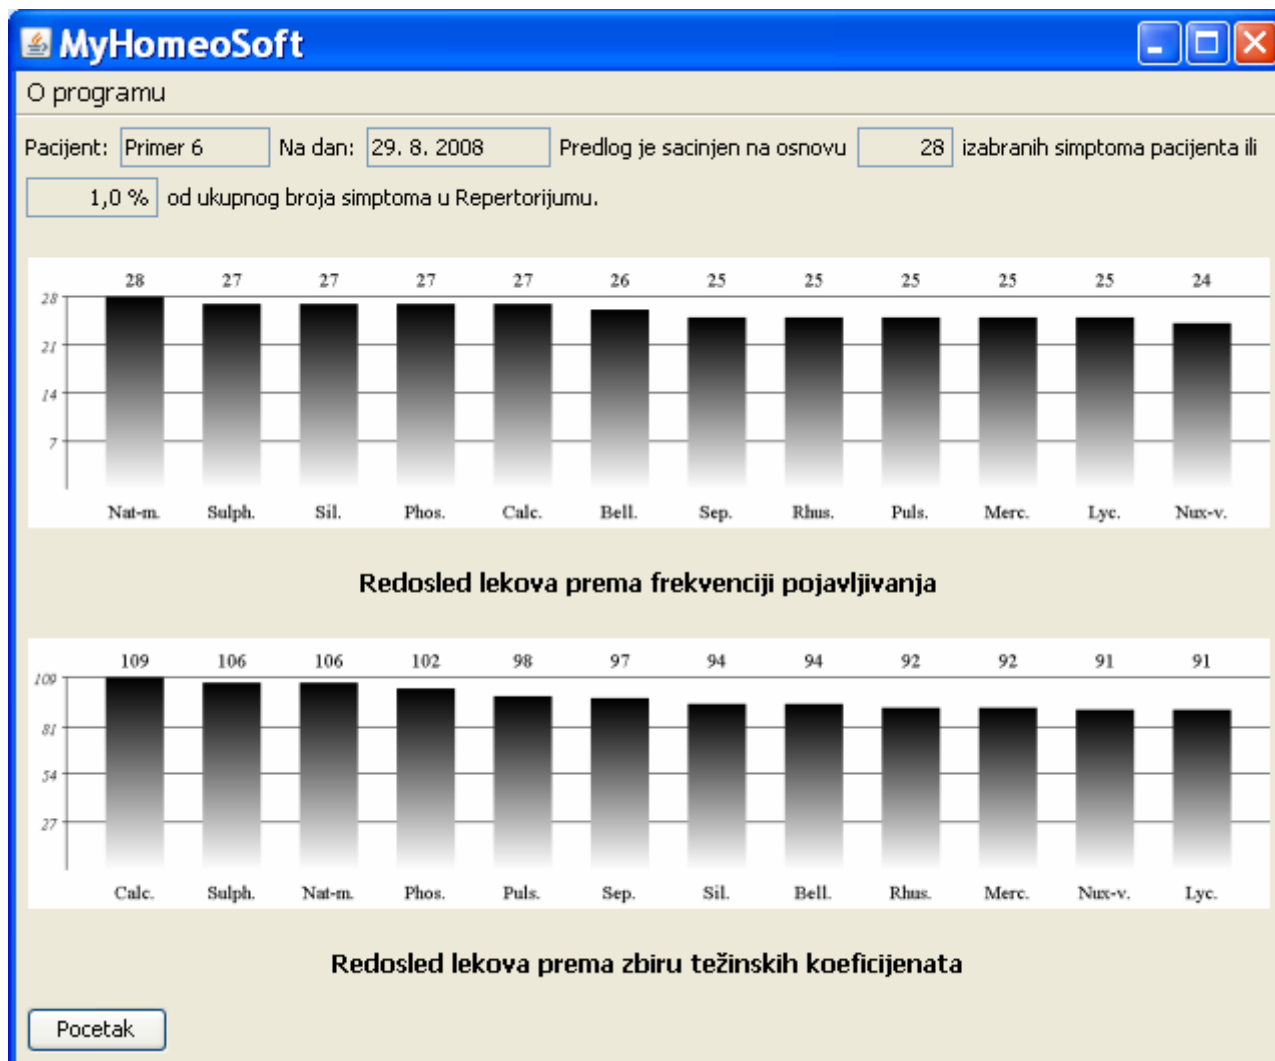 MyHomeoSoft
O programu
Pacijent: Primer 6 Na dan: 29. 8. 2008 Predlog je sacinjen na osnovu 28 izabranih simptoma pacijenta ili
1,0 % od ukupnog broja simptoma u Repertorijumu.
28 27 27 27 27 26 25 25 25 25 25 24
28
21
14
7
Nat-m. Sulph. Sil. Phos. Calc. Bell. Sep. Rhus. Puls. Merc. Lyc. Nux-v.
Redosled lekova prema frekvenciji pojavljivanja
109 106 106 102 98 97 94 94 92 92 91 91
109
81
54
27
Calc. Sulph. Nat-m. Phos. Puls. Sep. Sil. Bell. Rhus. Merc. Nux-v. Lyc.
Redosled lekova prema zbiru težinskih koeficijenata
Pocetak